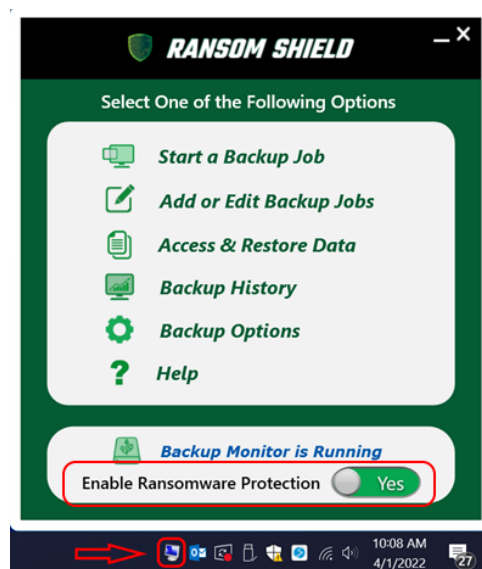 RANSOM SHIELD
Select One of the Following Options
Start a Backup Job
Add or Edit Backup Jobs
Access & Restore Data
Backup History
Backup Options
? Help
Backup Monitor is Running
Enable Ransomware Protection Yes
10:08 AM
4/1/2022
27